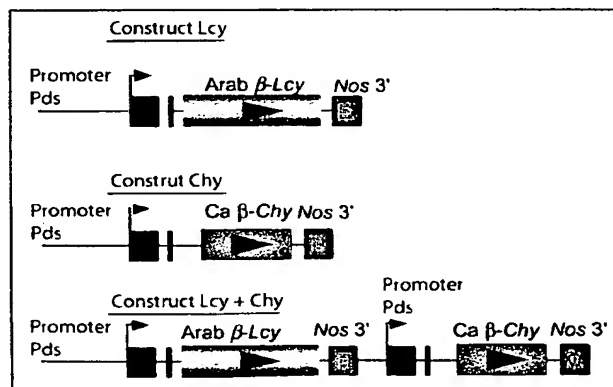 Construct Lcy
Promoter Pds Arab β-Lcy Nos 3'
Construt Chy
Promoter Pds Ca β-Chy Nos 3'
Construct Lcy + Chy
Promoter Pds Arab β-Lcy Nos 3' Promoter Pds Ca β-Chy Nos 3'